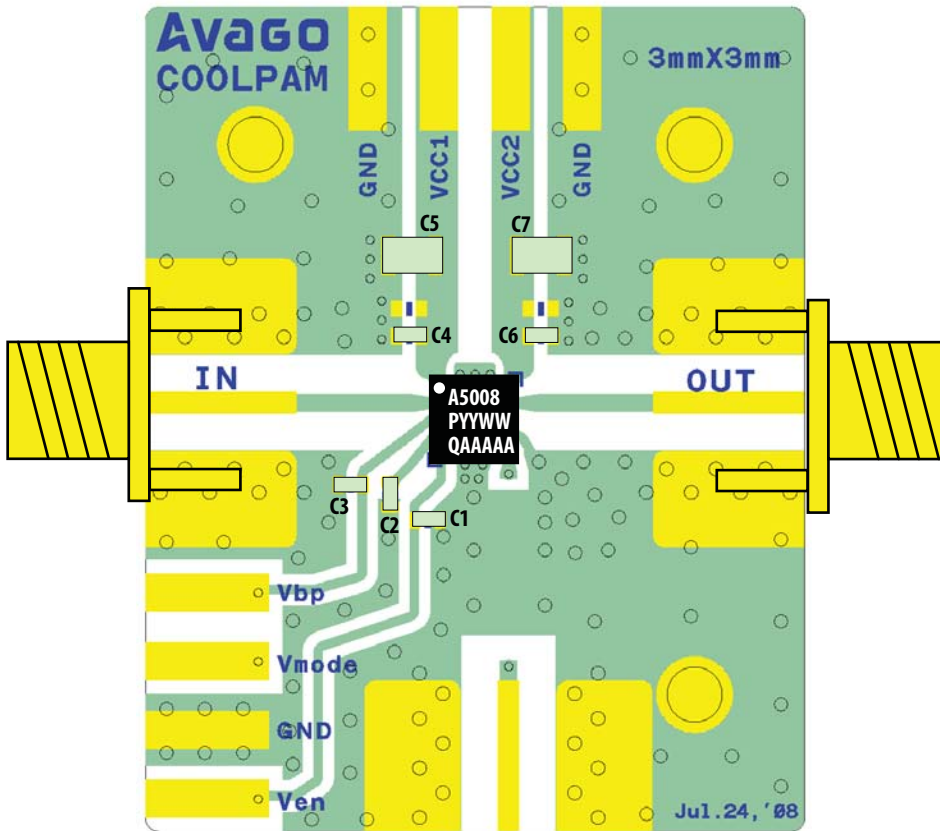 AVAGO
COOLPAM
3mmX3mm
GND
VCC1
VCC2
GND
C5
C7
C4
C6
IN
OUT
A5008
PYYWW
QAAAAA
C3
C2
C1
Vbp
Vmode
GND
Ven
Jul.24,'08